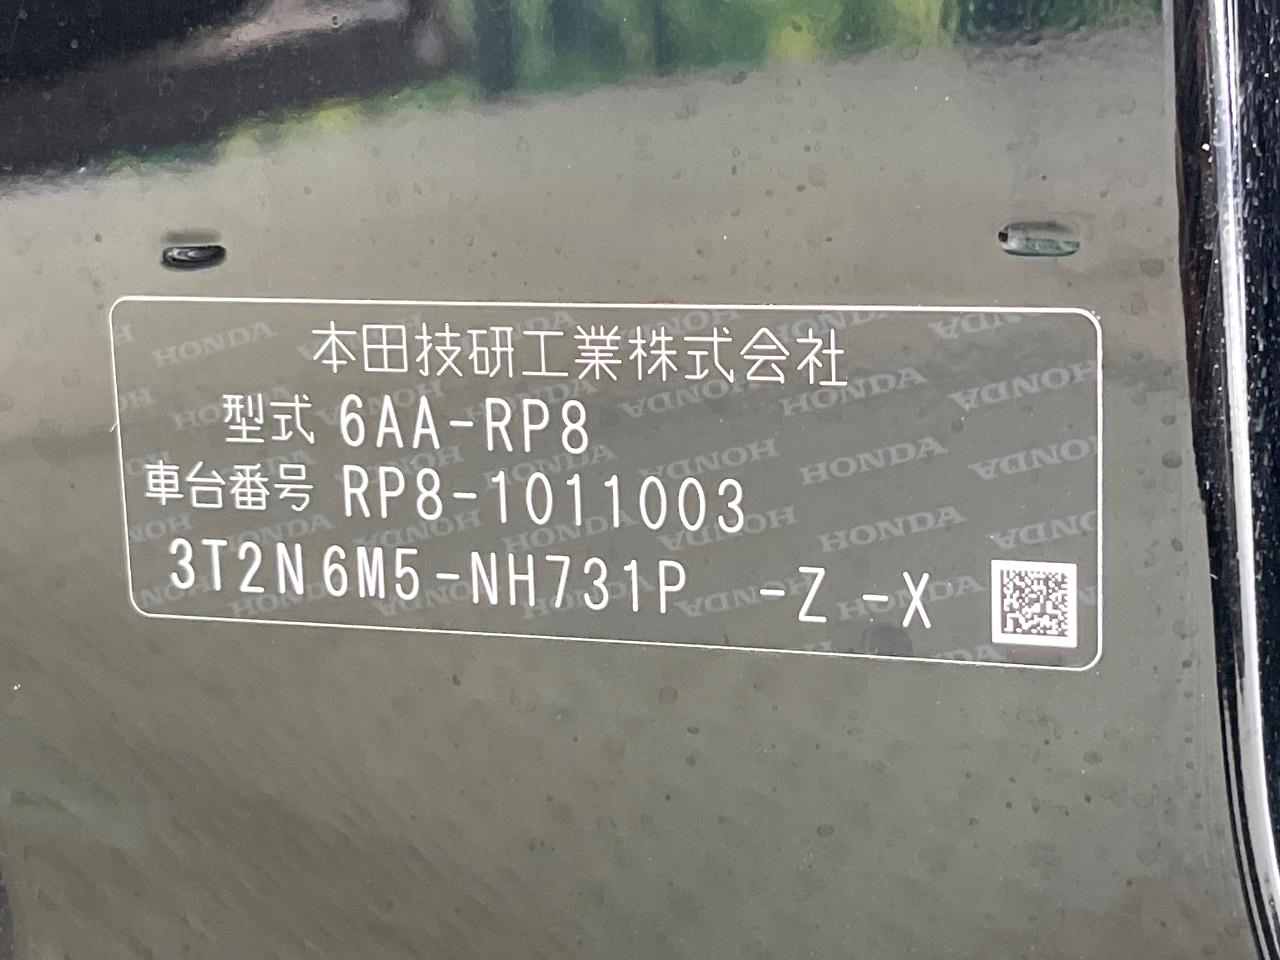 本田技研工業株式会社
型式 6AA-RP8
車台番号 RP8-1011003
3T2N6M5-NH731P -Z -X
HONDA